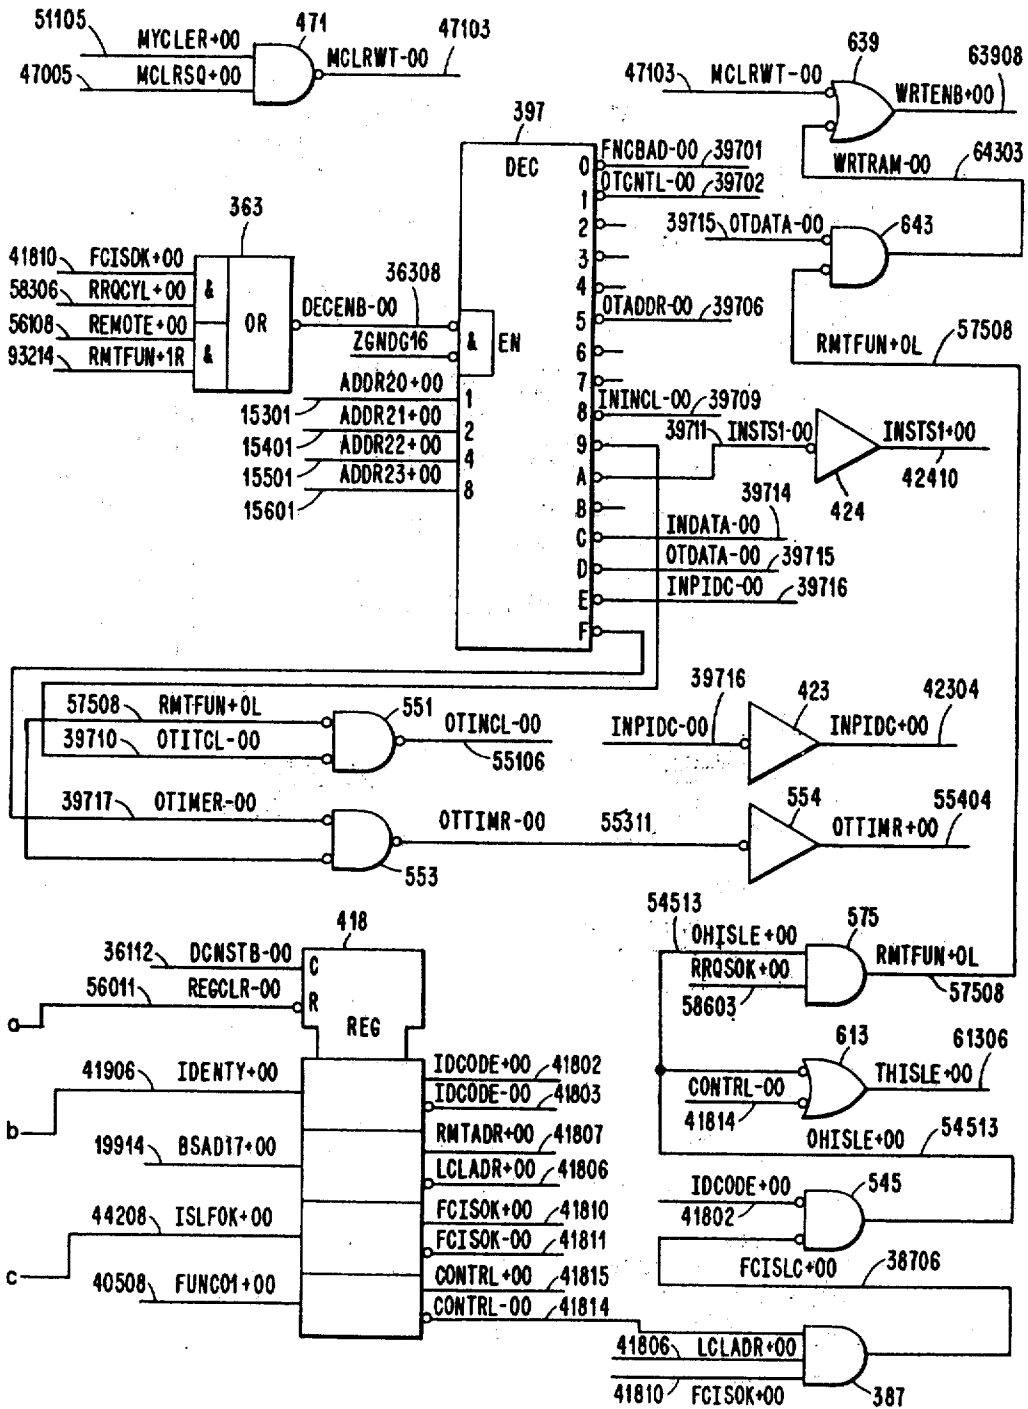 51105
MYCLER+00
471
47103
MCLRWT-00
47005
MCLRSQ+00
639
63908
47103
MCLRWT-00
WRTENB+00
WRTRAM-00
64303
397
DEC
0
FNCBAD-00
39701
1
OTCNTL-00
39702
2
3
4
5
OTADDR-00
39706
6
7
8
ININCL-00
39709
9
A
39711
INSTS1-00
INSTS1+00
42410
424
B
C
INDATA-00
39714
D
OTDATA-00
39715
E
INPIDC-00
39716
F
39715
OTDATA-00
643
57508
RMTFUN+0L
363
41810
FCISDK+00
58306
RRQCYL+00
56108
REMOTE+00
93214
RMTFUN+1R
&
&
OR
DECENB-00
36308
ZGNDG16
&
EN
ADDR20+00
15301
1
ADDR21+00
15401
2
ADDR22+00
15501
4
ADDR23+00
15601
8
57508
RMTFUN+0L
551
39710
OTITCL-00
OTINCL-00
55106
39716
INPIDC-00
423
42304
INPIDC+00
39717
OTIMER-00
553
OTTIMR-00
55311
554
55404
OTTIMR+00
418
36112
DCNSTB-00
C
56011
REGCLR-00
R
REG
a
41906
IDENTY+00
b
19914
BSAD17+00
44208
ISLFOK+00
c
40508
FUNC01+00
IDCODE+00
41802
IDCODE-00
41803
RMTADR+00
41807
LCLADR+00
41806
FCISOK+00
41810
FCISOK-00
41811
CONTRL+00
41815
CONTRL-00
41814
54513
OHISLE+00
575
RRQSOK+00
58603
RMTFUN+0L
57508
613
61306
THISLE+00
CONTRL-00
41814
OHISLE+00
54513
IDCODE+00
41802
545
FCISLC+00
38706
41806
LCLADR+00
41810
FCISOK+00
387